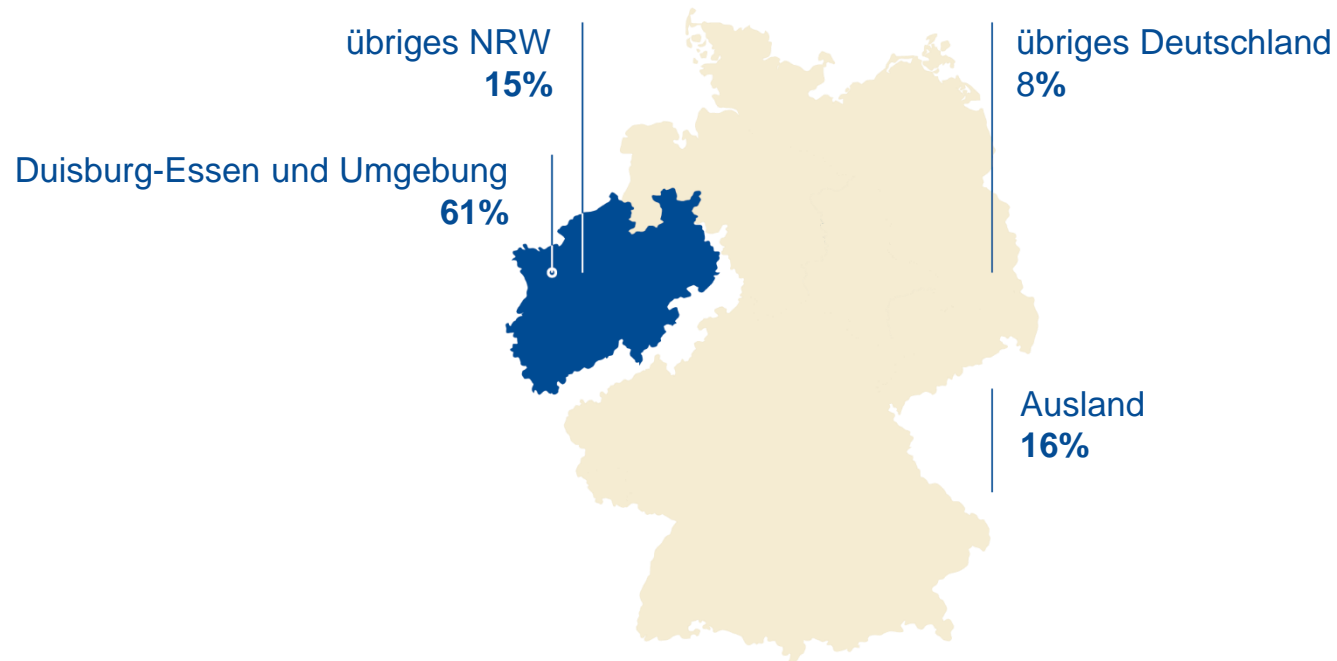 übriges NRW
15%
übriges Deutschland
8%
Duisburg-Essen und Umgebung
61%
Ausland
16%